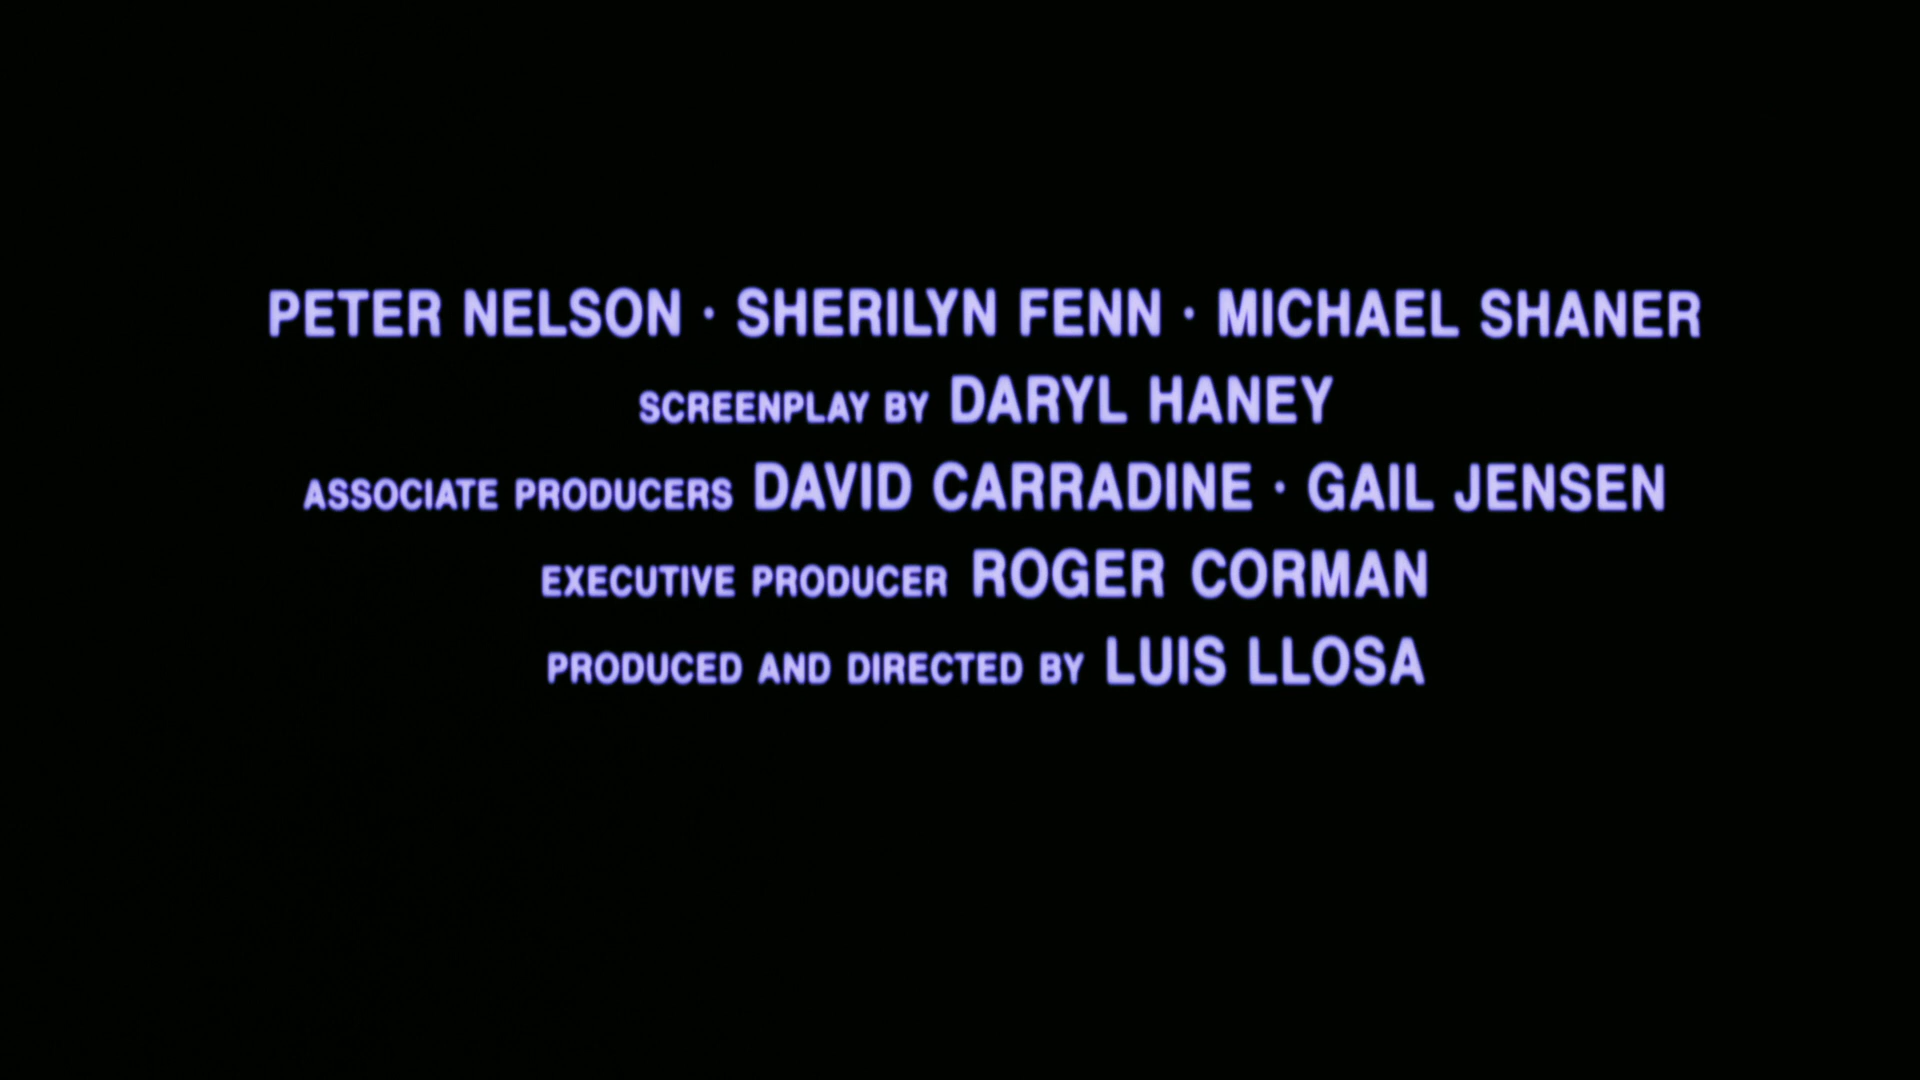 PETER NELSON · SHERILYN FENN · MICHAEL SHANER
SCREENPLAY BY DARYL HANEY
ASSOCIATE PRODUCERS DAVID CARRADINE · GAIL JENSEN
EXECUTIVE PRODUCER ROGER CORMAN
PRODUCED AND DIRECTED BY LUIS LLOSA